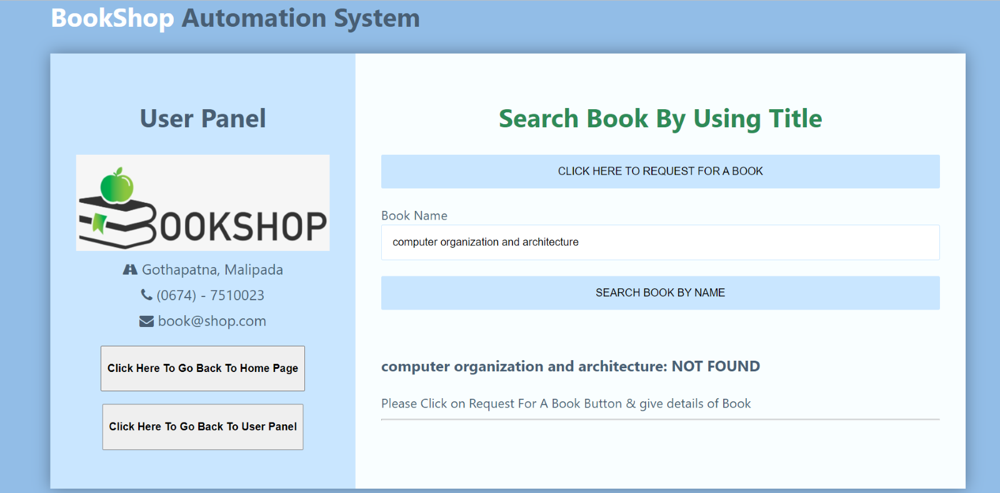 BookShop Automation System
User Panel
BOOKSHOP
Gothapatna, Malipada
(0674) - 7510023
book@shop.com
Click Here To Go Back To Home Page
Click Here To Go Back To User Panel
Search Book By Using Title
CLICK HERE TO REQUEST FOR A BOOK
Book Name
computer organization and architecture
SEARCH BOOK BY NAME
computer organization and architecture: NOT FOUND
Please Click on Request For A Book Button & give details of Book